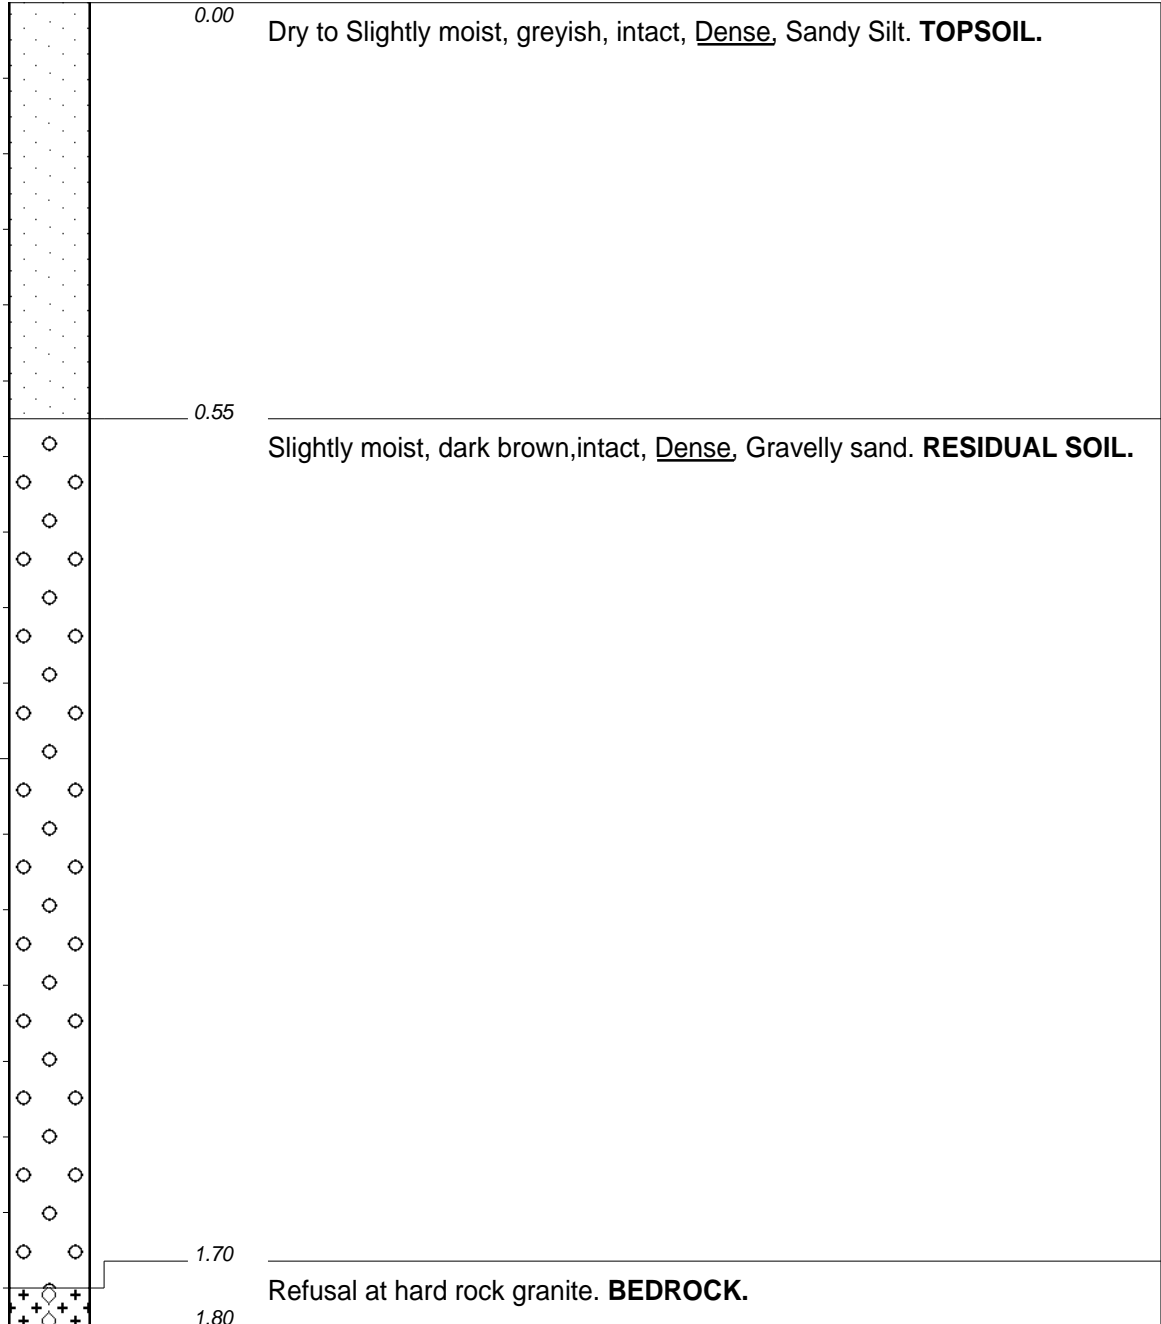 0.00
Dry to Slightly moist, greyish, intact, Dense, Sandy Silt. TOPSOIL.
0.55
Slightly moist, dark brown,intact, Dense, Gravelly sand. RESIDUAL SOIL.
1.70
Refusal at hard rock granite. BEDROCK.
1.80